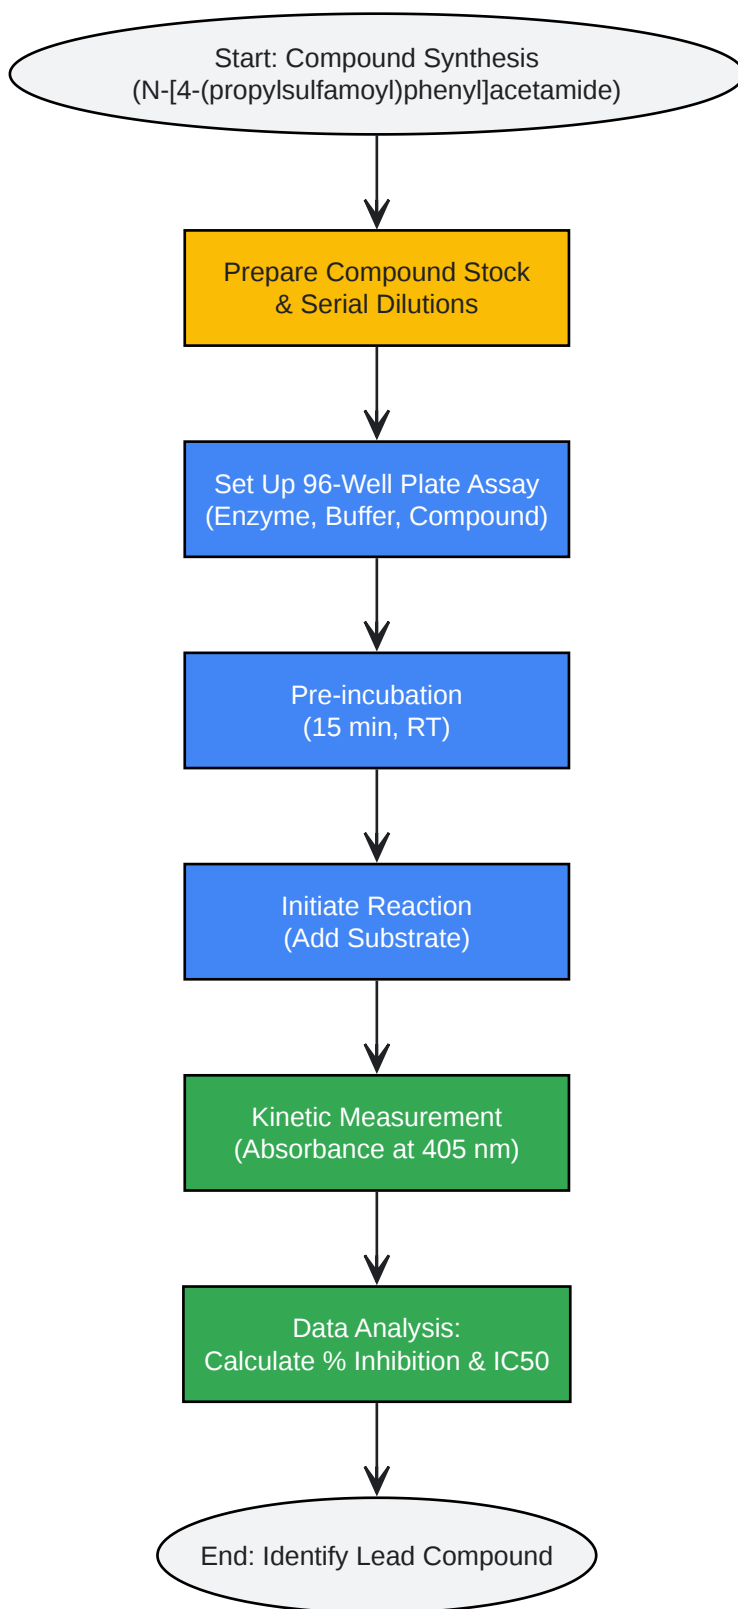 Start: Compound Synthesis
(N-[4-(propylsulfamoyl)phenyl]acetamide)
Prepare Compound Stock
& Serial Dilutions
Set Up 96-Well Plate Assay
(Enzyme, Buffer, Compound)
Pre-incubation
(15 min, RT)
Initiate Reaction
(Add Substrate)
Kinetic Measurement
(Absorbance at 405 nm)
Data Analysis:
Calculate % Inhibition & IC50
End: Identify Lead Compound